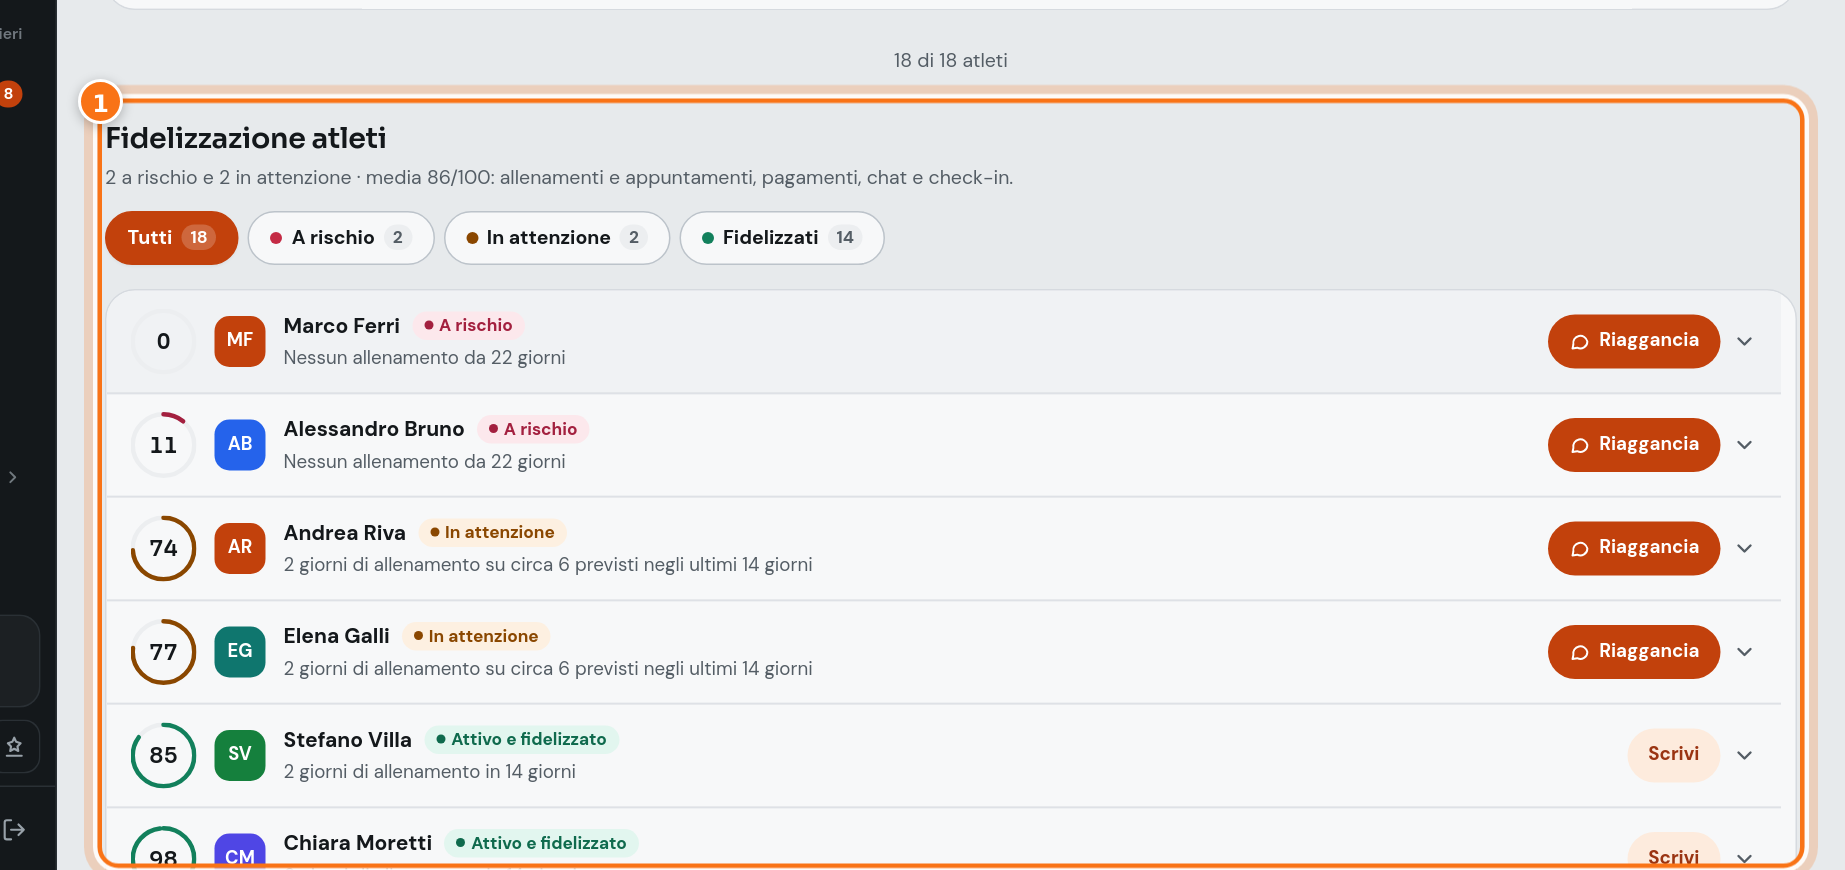 ieri
8
18 di 18 atleti
1
Fidelizzazione atleti
2 a rischio e 2 in attenzione · media 86/100: allenamenti e appuntamenti, pagamenti, chat e check-in.
Tutti 18 A rischio 2 In attenzione 2 Fidelizzati 14
0 MF Marco Ferri A rischio Riaggancia
Nessun allenamento da 22 giorni
11 AB Alessandro Bruno A rischio Riaggancia
Nessun allenamento da 22 giorni
74 AR Andrea Riva In attenzione Riaggancia
2 giorni di allenamento su circa 6 previsti negli ultimi 14 giorni
77 EG Elena Galli In attenzione Riaggancia
2 giorni di allenamento su circa 6 previsti negli ultimi 14 giorni
85 SV Stefano Villa Attivo e fidelizzato Scrivi
2 giorni di allenamento in 14 giorni
98 CM Chiara Moretti Attivo e fidelizzato Scrivi